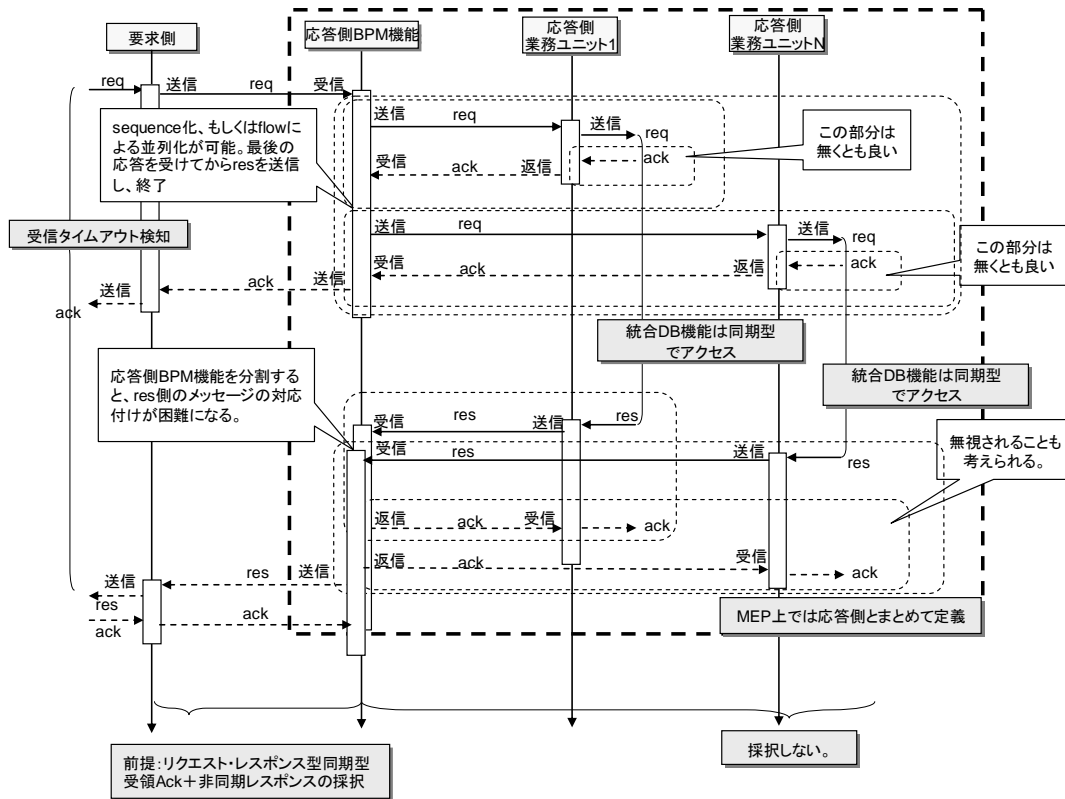 要求側
応答側BPM機能
応答側
業務ユニット1
応答側
業務ユニットN
req
送信
req
受信
送信
req
送信
req
sequence化、もしくはflowに
よる並列化が可能。最後の
応答を受けてからresを送信
し、終了
この部分は
無くとも良い
受信
ack
返信
ack
受信タイムアウト検知
送信
req
送信
req
この部分は
無くとも良い
受信
ack
返信
ack
送信
ack
送信
ack
統合DB機能は同期型
でアクセス
統合DB機能は同期型
でアクセス
応答側BPM機能を分割する
と、res側のメッセージの対応
付けが困難になる。
受信
res
送信
res
受信
res
送信
res
無視されることも
考えられる。
返信
ack
受信
ack
返信
ack
受信
ack
送信
res
送信
res
ack
ack
MEP上では応答側とまとめて定義
前提:リクエスト・レスポンス型同期型
受領Ack+非同期レスポンスの採択
採択しない。